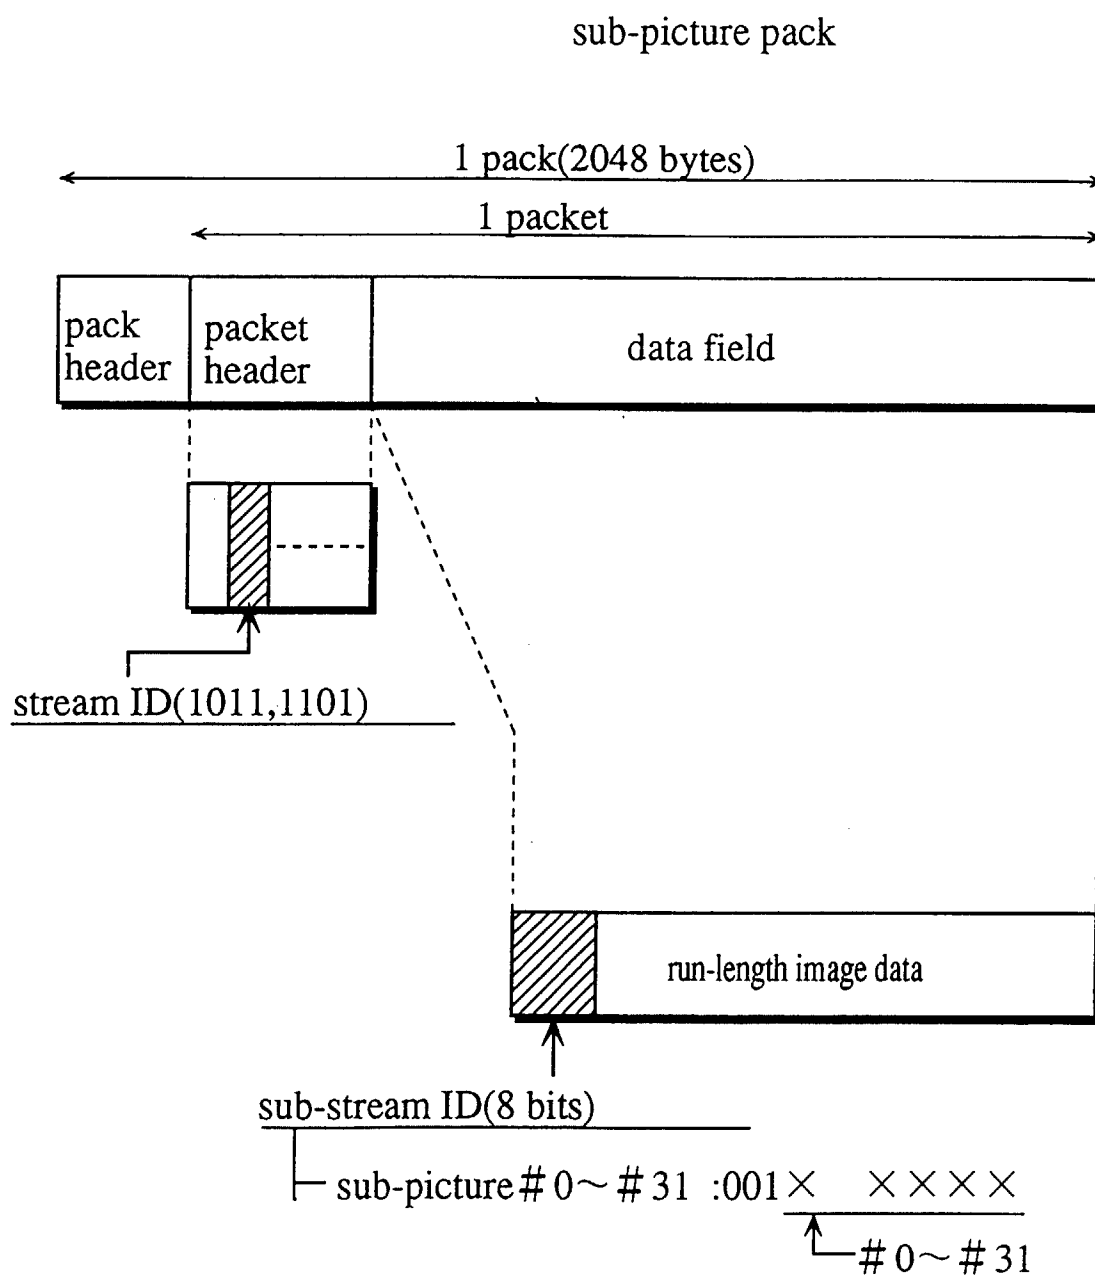 sub-picture pack
1 pack(2048 bytes)
1 packet
pack
header
packet
header
data field
stream ID(1011,1101)
run-length image data
sub-stream ID(8 bits)
sub-picture#0~#31 :001× ××××
#0~#31